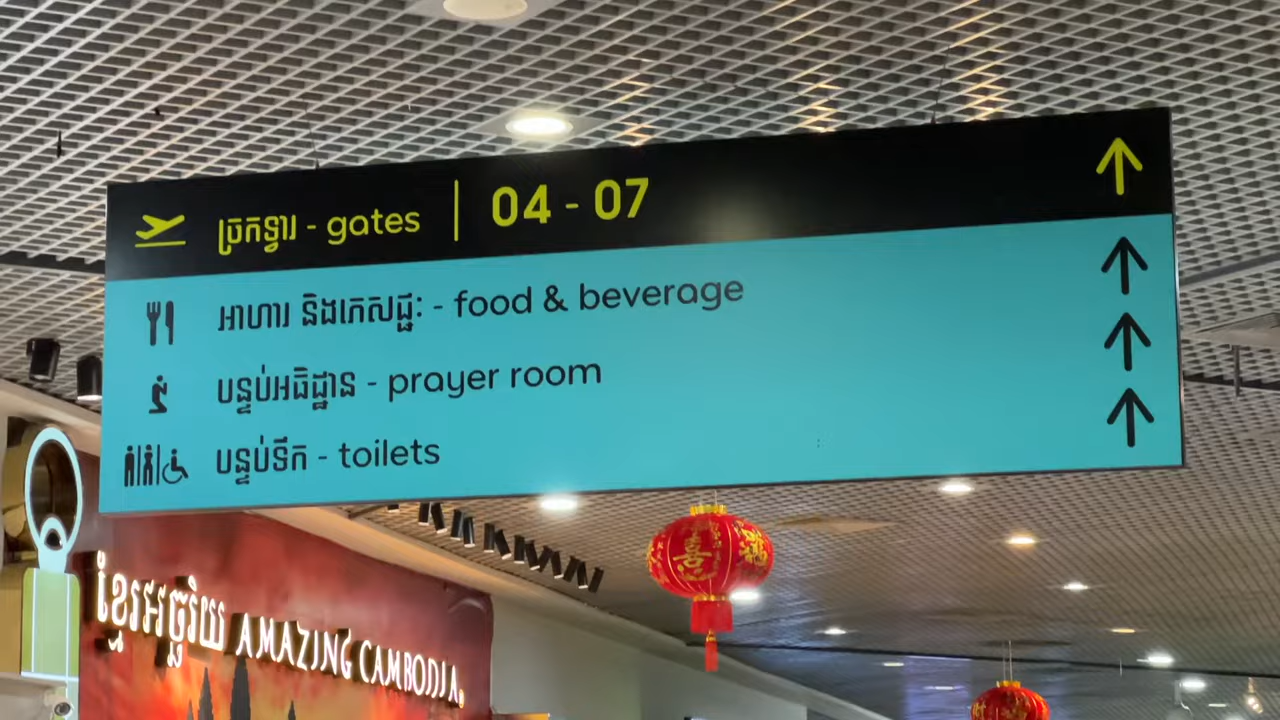 ច្រកទ្វារ - gates | 04 - 07
អាហារ និងភេសជ្ជៈ - food & beverage
បន្ទប់អធិដ្ឋាន - prayer room
បន្ទប់ទឹក - toilets
ខ្មែរអច្ឆរិយ AMAZING CAMBODIA.